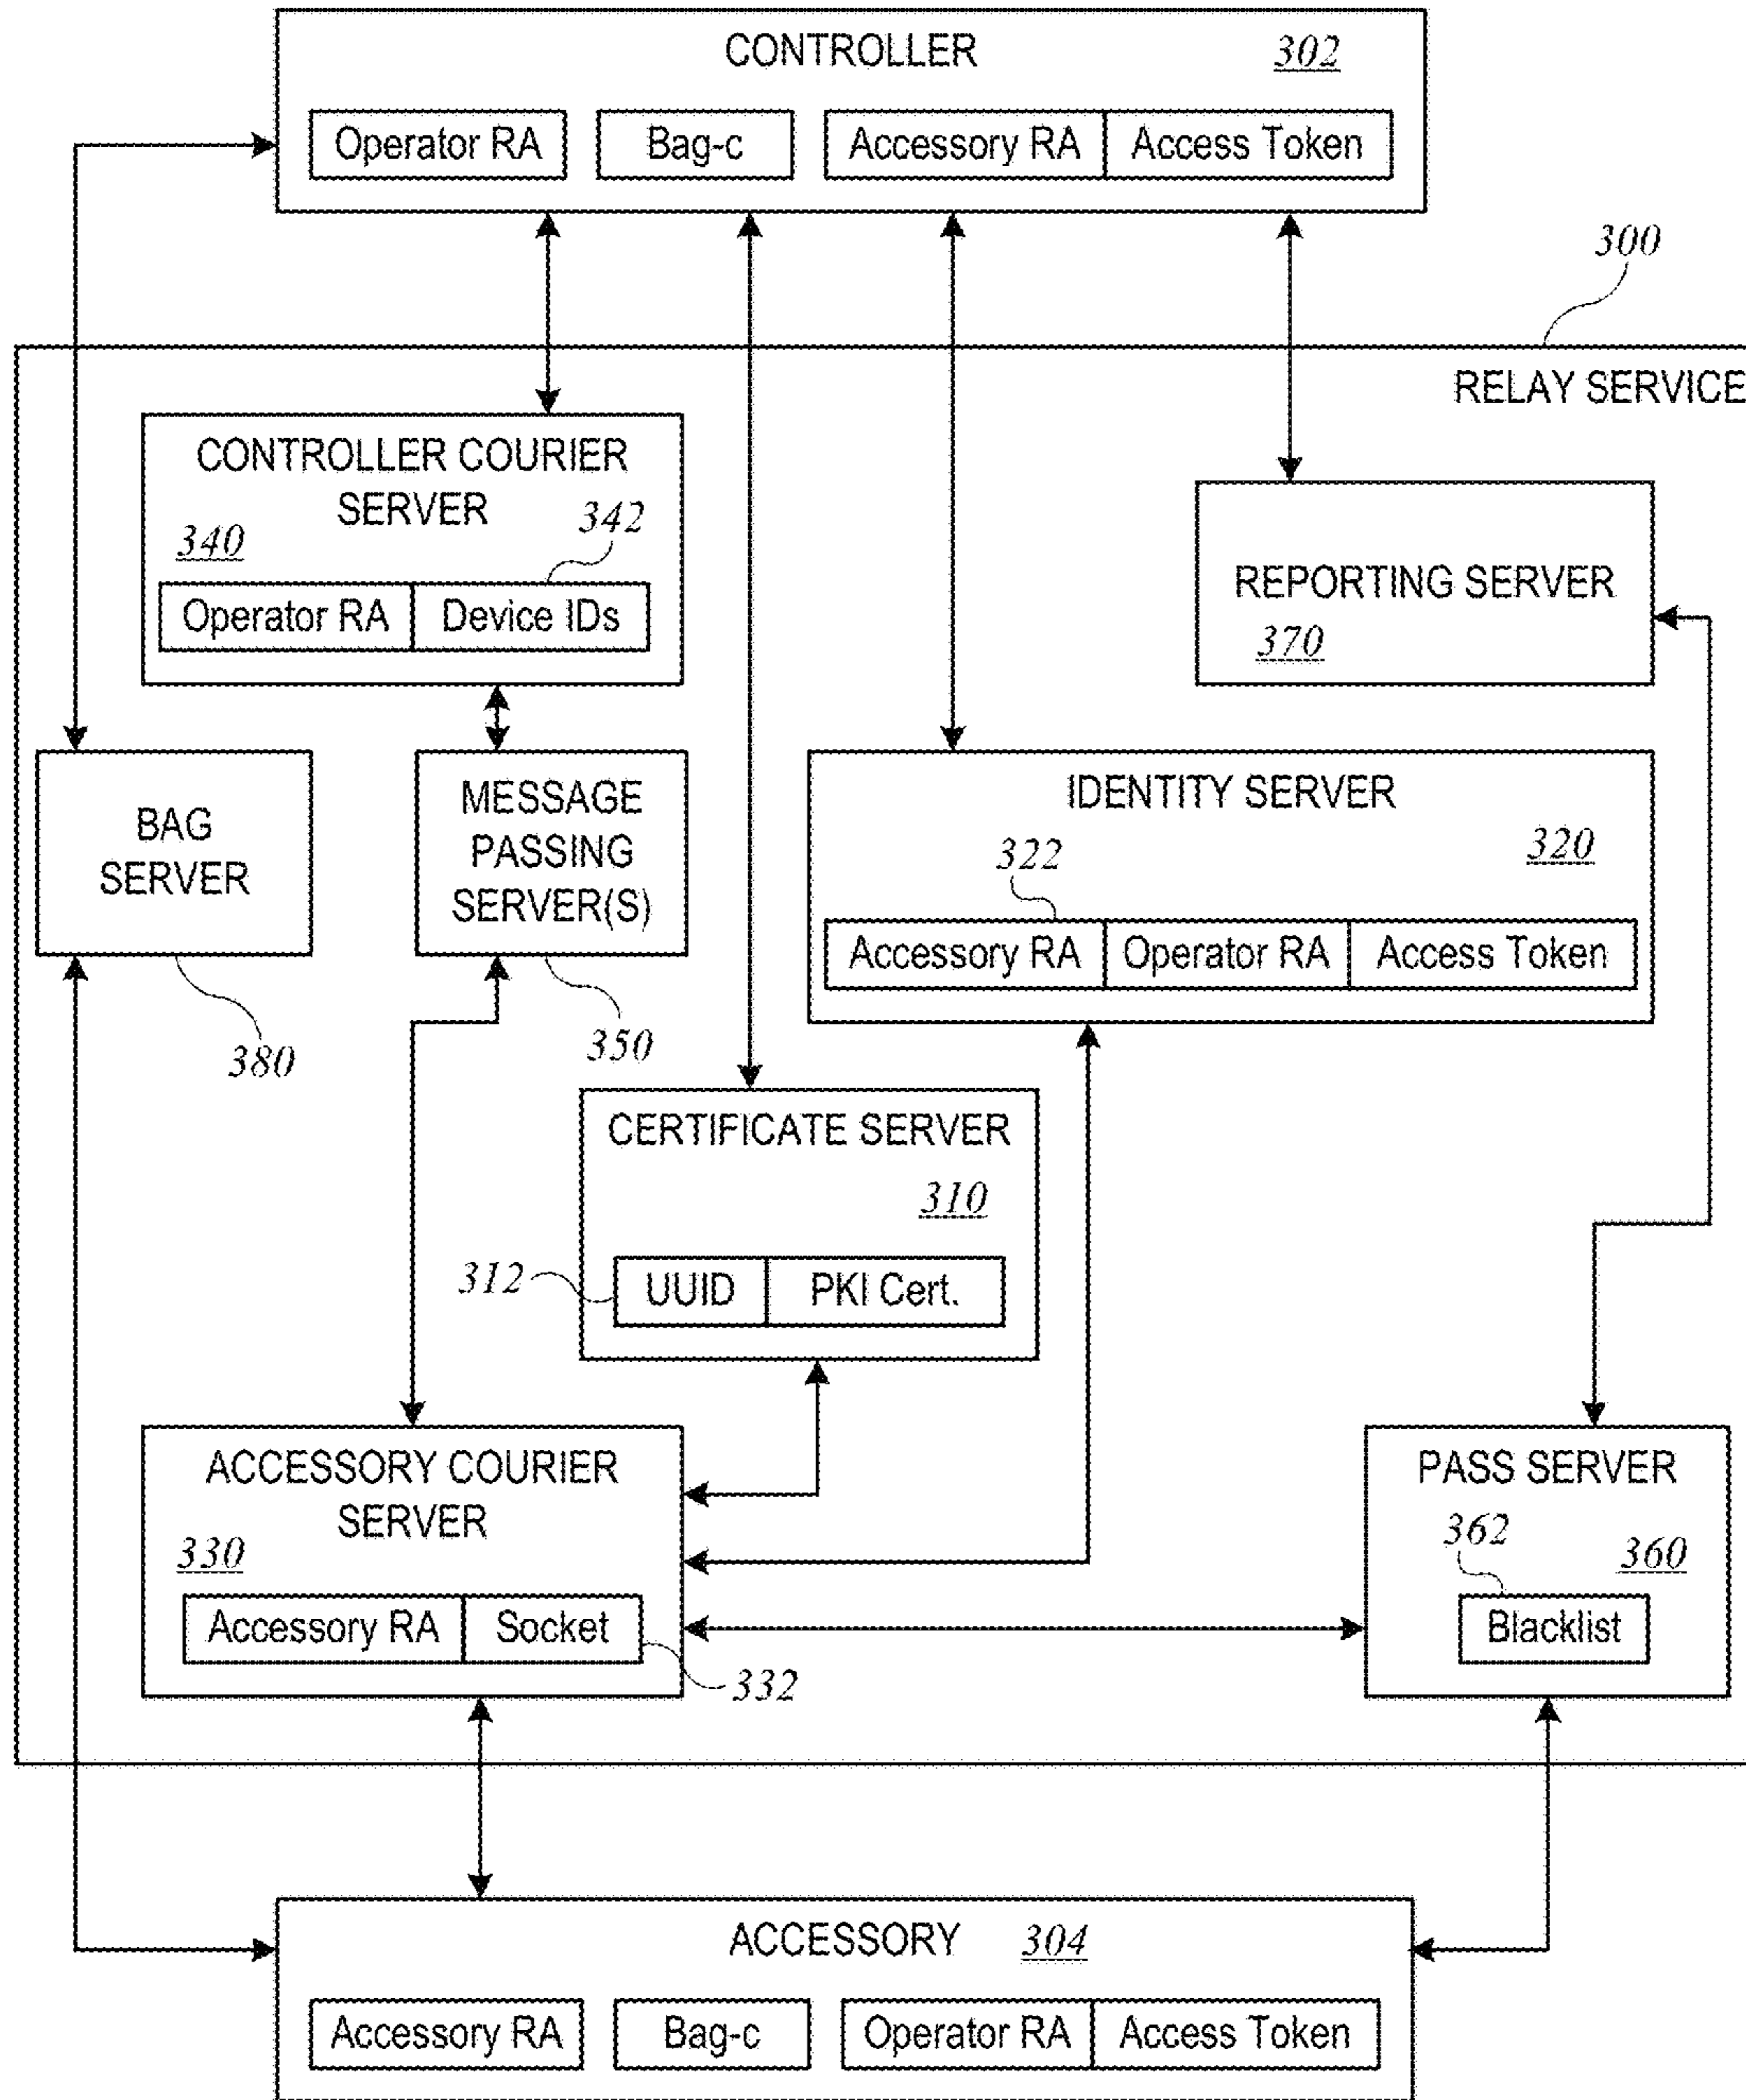 CONTROLLER 302
Operator RA Bag-c Accessory RA Access Token
300
RELAY SERVICE
CONTROLLER COURIER
SERVER
340 342
Operator RA Device IDs
REPORTING SERVER
370
BAG
SERVER
380
MESSAGE
PASSING
SERVER(S)
350
IDENTITY SERVER
320
322
Accessory RA Operator RA Access Token
CERTIFICATE SERVER
310
312 UUID PKI Cert.
ACCESSORY COURIER
SERVER
330
Accessory RA Socket
332
PASS SERVER
362 360
Blacklist
ACCESSORY 304
Accessory RA Bag-c Operator RA Access Token